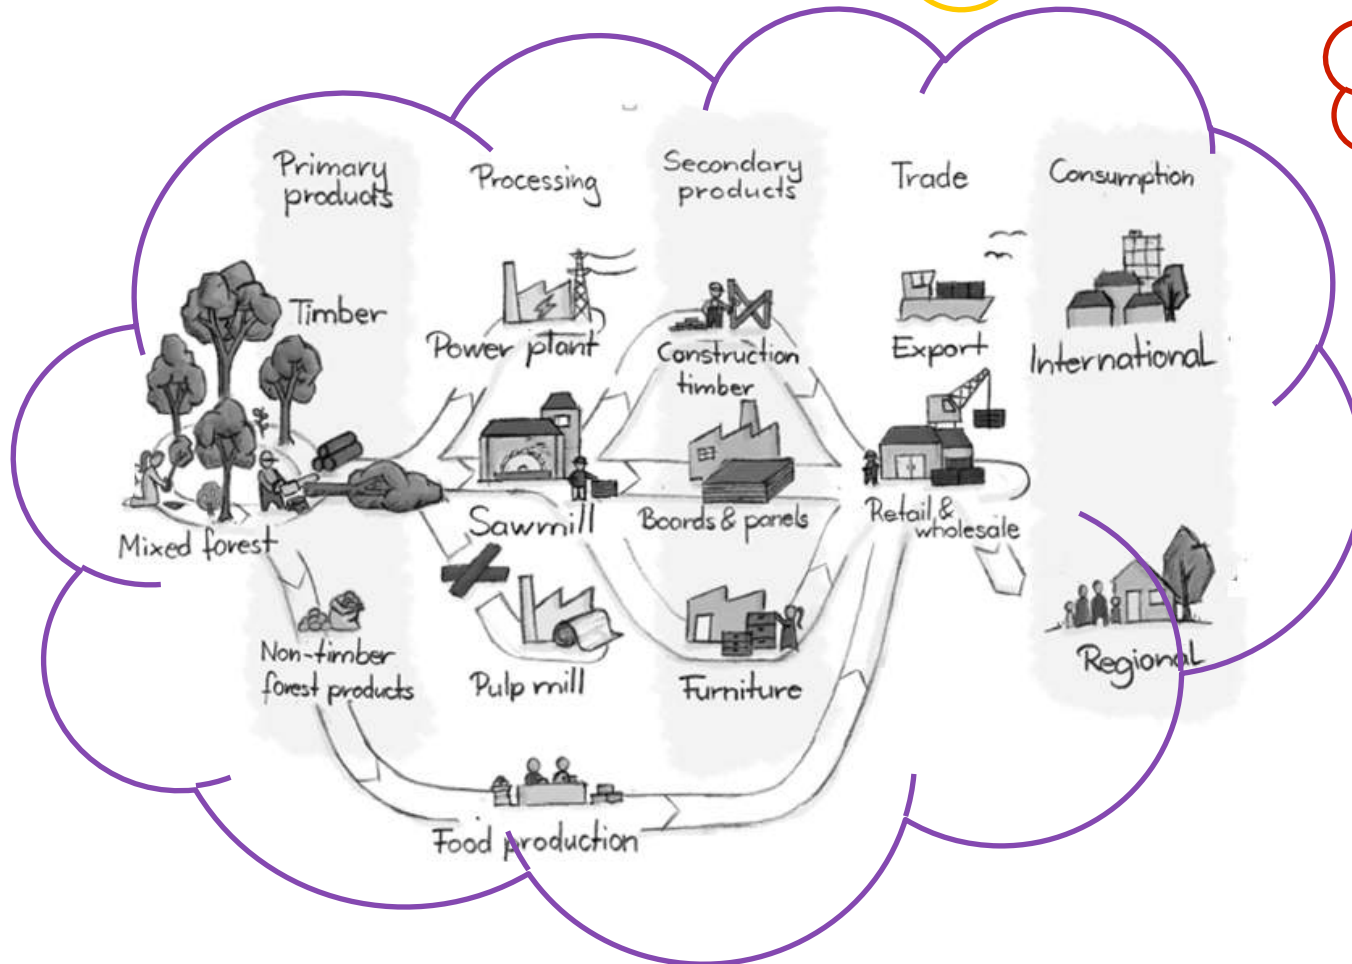 Primary
products
Processing
Secondary
products
Trade
Consumption
Timber
Power plant
Construction
timber
Export
International
Mixed forest
Sawmill
Boards & panels
Retail &
wholesale
Non-timber
forest products
Pulp mill
Furniture
Regional
Food production